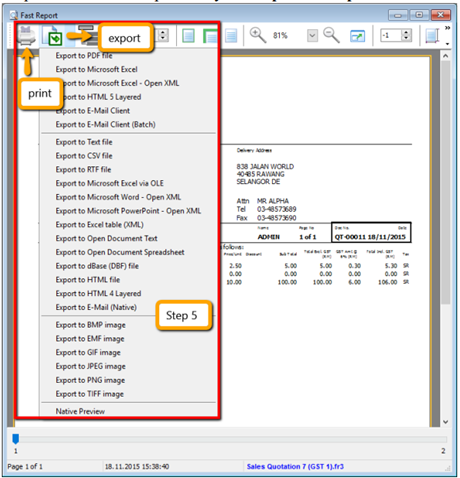 Fast Report
export
81%
-1
print
Export to PDF file
Export to Microsoft Excel
Export to Microsoft Excel - Open XML
Export to HTML 5 Layered
Export to E-Mail Client
Export to E-Mail Client (Batch)
Export to Text file
Export to CSV file
Export to RTF file
Export to Microsoft Excel via OLE
Export to Microsoft Word - Open XML
Export to Microsoft PowerPoint - Open XML
Export to Excel table (XML)
Export to Open Document Text
Export to Open Document Spreadsheet
Export to dBase (DBF) file
Export to HTML file
Export to HTML 4 Layered
Export to E-Mail (Native)
Export to BMP image
Export to EMF image
Export to GIF image
Export to JPEG image
Export to PNG image
Export to TIFF image
Native Preview
Step 5
Delivery Address
838 JALAN WORLD
40485 RAWANG
SELANGOR DE
Attn MR. ALPHA
Tel 03-48573689
Fax 03-48573690
Name Page No Doc No. Date
ADMIN 1 of 1 QT-00011 18/11/2015
follows:
Price/Unit Discount Sub Total Total Excl. GST (RM) GST Amt @ 6% (RM) Total Incl. GST (RM) Tax
2.50 5.00 5.00 0.30 5.30 SR
0.00 0.00 0.00 0.00 0.00 SR
10.00 100.00 100.00 6.00 106.00 SR
1 2
Page 1 of 1 18.11.2015 15:38:40 Sales Quotation 7 (GST 1).fr3